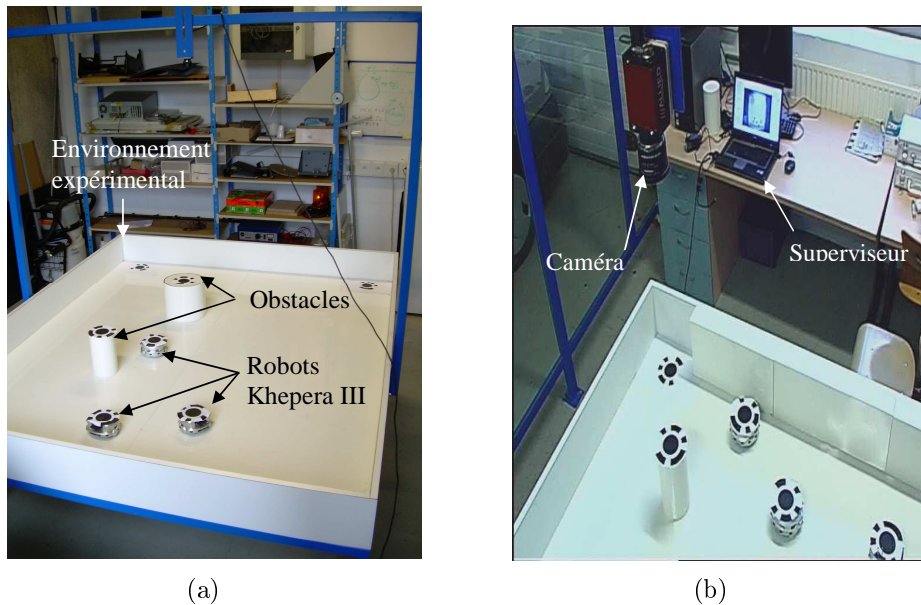 Environnement
expérimental
Obstacles
Robots
Khepera III
Caméra
Superviseur
(a)
(b)